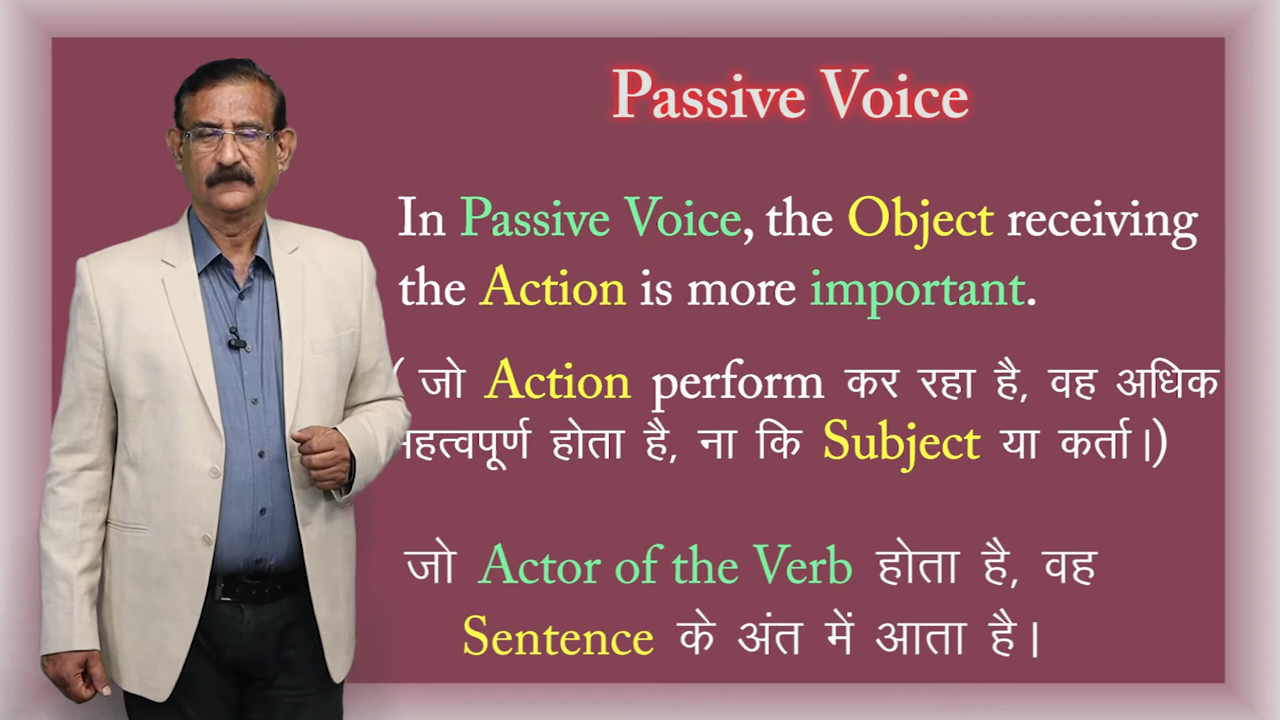 Passive Voice
In Passive Voice, the Object receiving
the Action is more important.
( जो Action perform कर रहा है, वह अधिक
महत्वपूर्ण होता है, ना कि Subject या कर्ता।)
जो Actor of the Verb होता है, वह
Sentence के अंत में आता है।